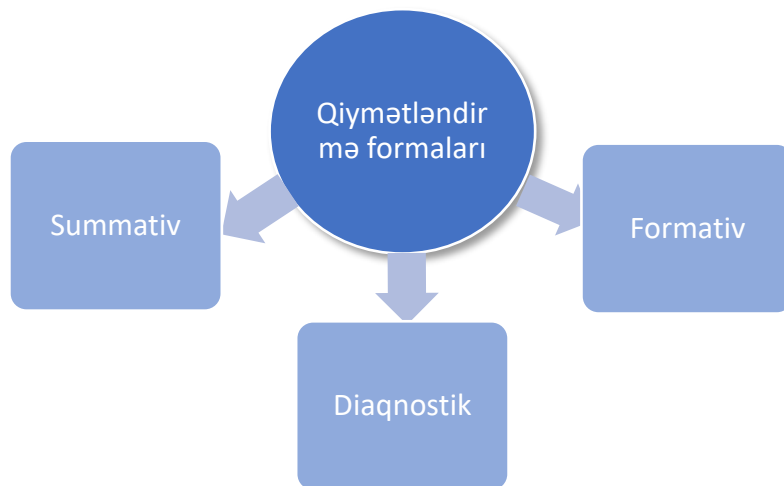 Qiymətləndir
mə formaları
Summativ
Formativ
Diaqnostik